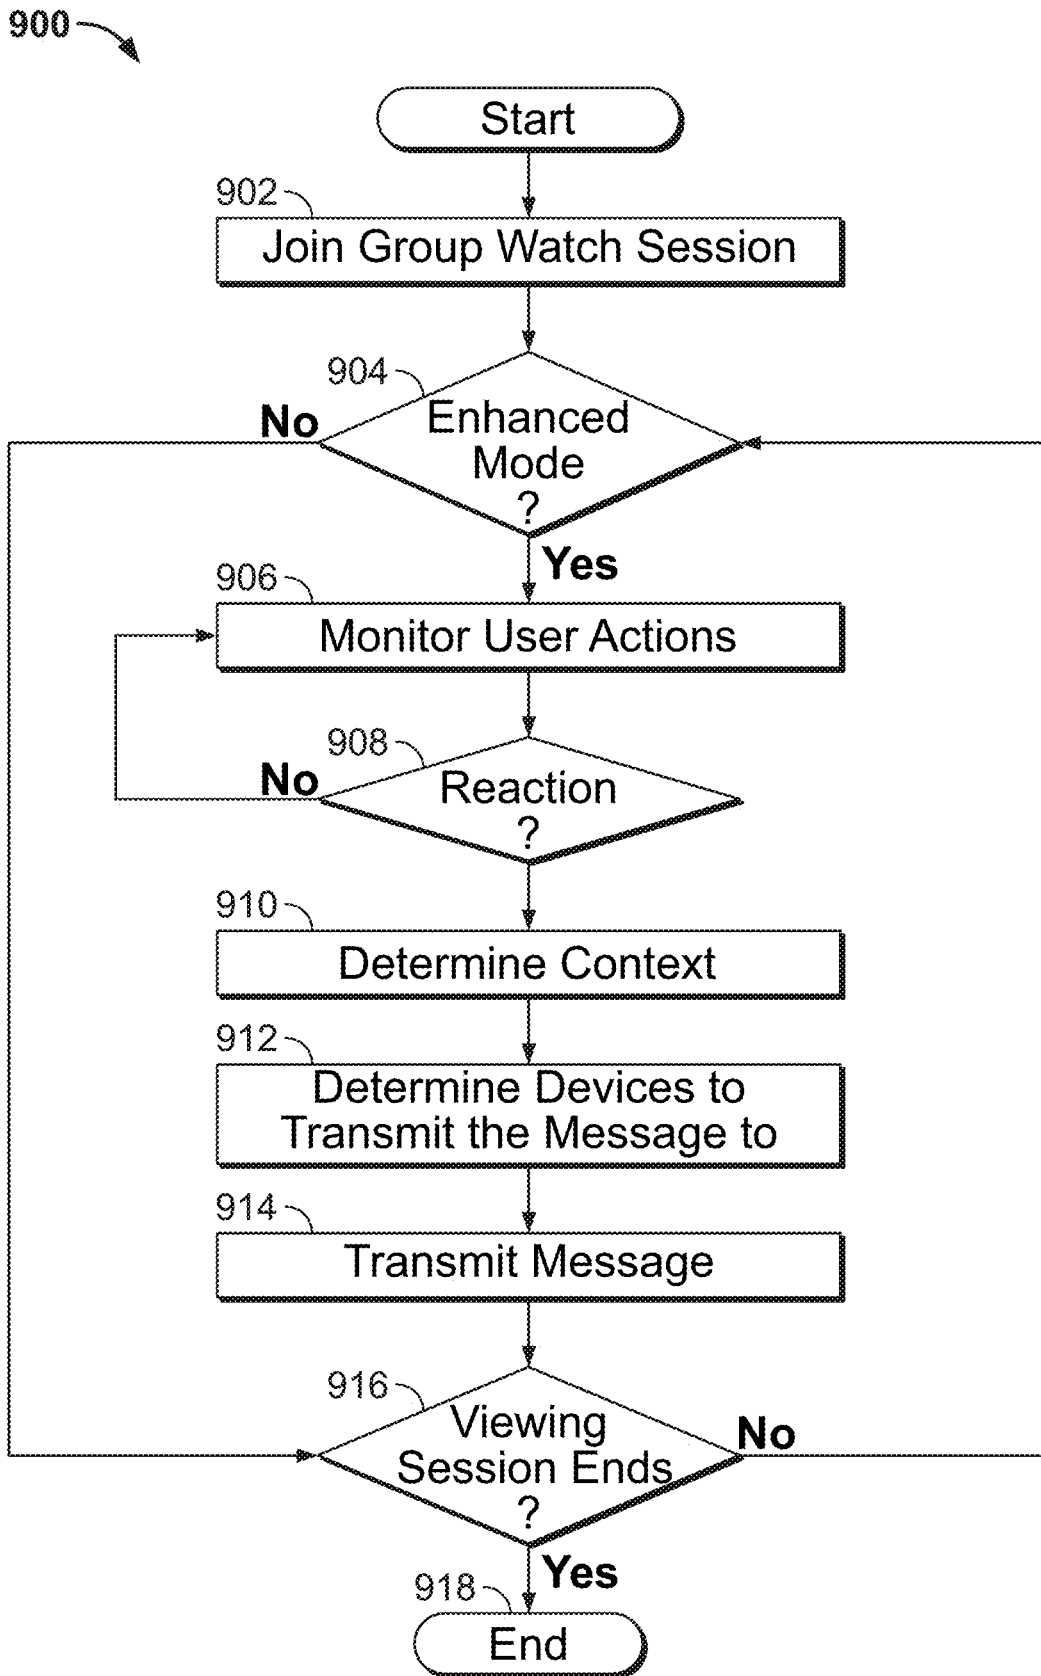 900
Start
902
Join Group Watch Session
904
No
Enhanced
Mode
?
Yes
906
Monitor User Actions
908
No
Reaction
?
910
Determine Context
912
Determine Devices to
Transmit the Message to
914
Transmit Message
916
Viewing
Session Ends
?
No
Yes
918
End